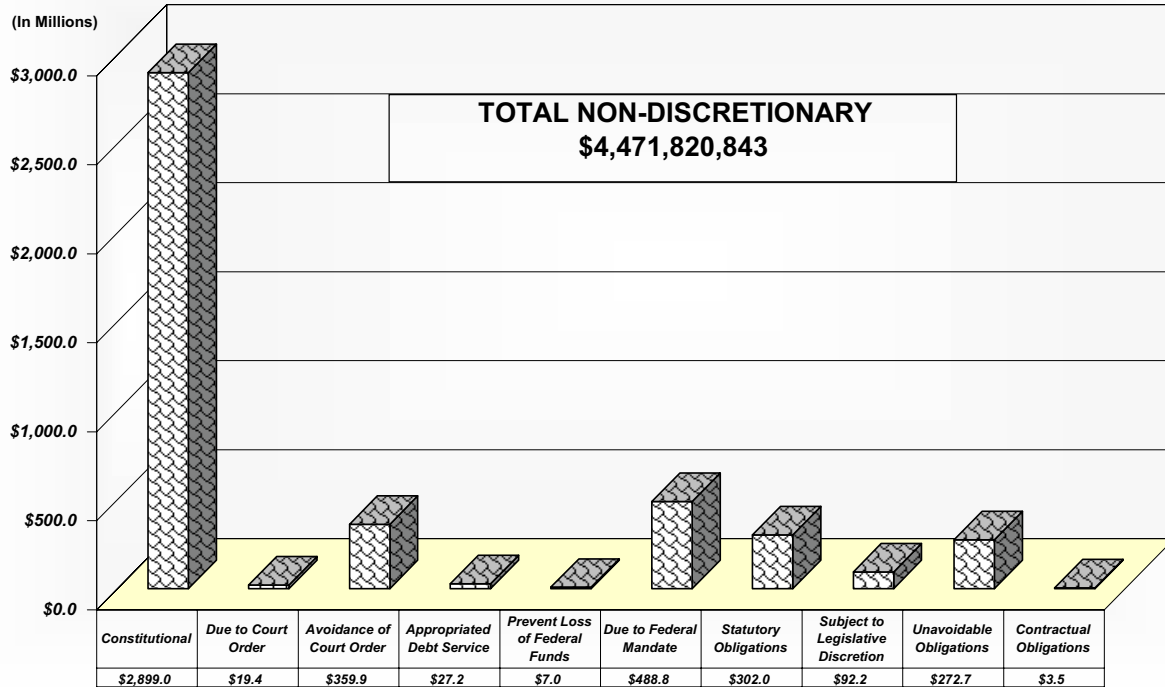 (In Millions)
TOTAL NON-DISCRETIONARY
$4,471,820,843
$3,000.0
$2,500.0
$2,000.0
$1,500.0
$1,000.0
$500.0
$0.0
Constitutional
Due to Court
Order
Avoidance of
Court Order
Appropriated
Debt Service
Prevent Loss
of Federal
Funds
Due to Federal
Mandate
Statutory
Obligations
Subject to
Legislative
Discretion
Unavoidable
Obligations
Contractual
Obligations
$2,899.0
$19.4
$359.9
$27.2
$7.0
$488.8
$302.0
$92.2
$272.7
$3.5